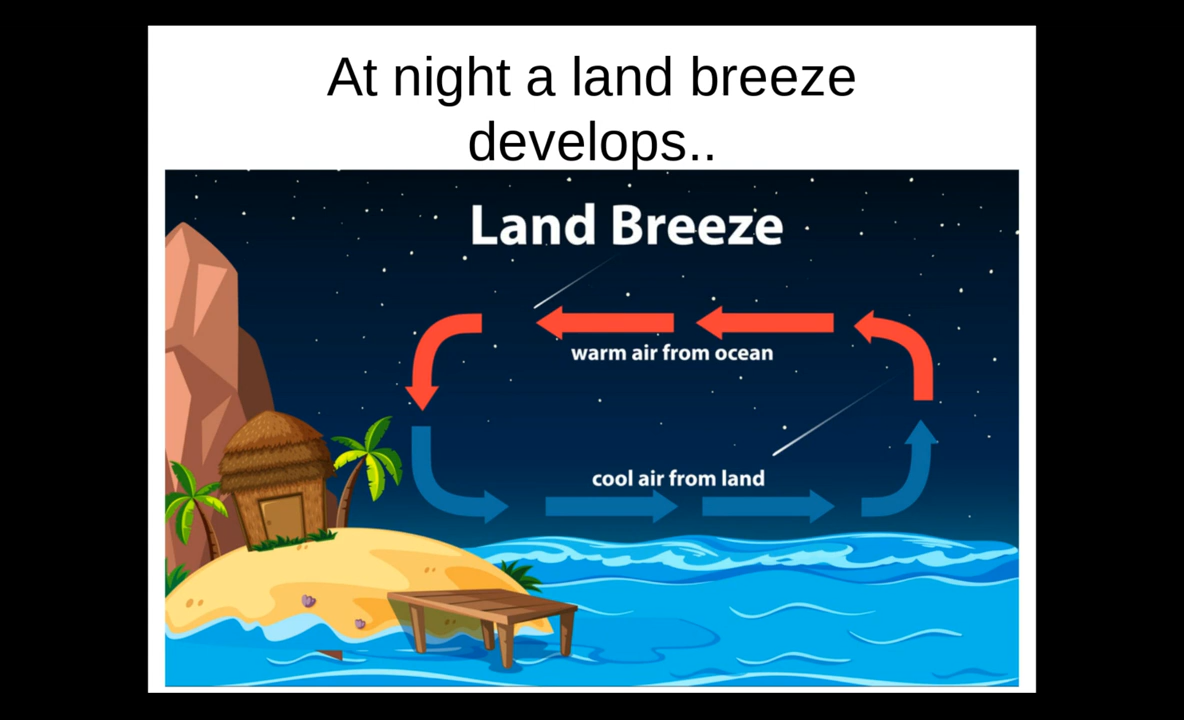 At night a land breeze
develops..
Land Breeze
warm air from ocean
cool air from land